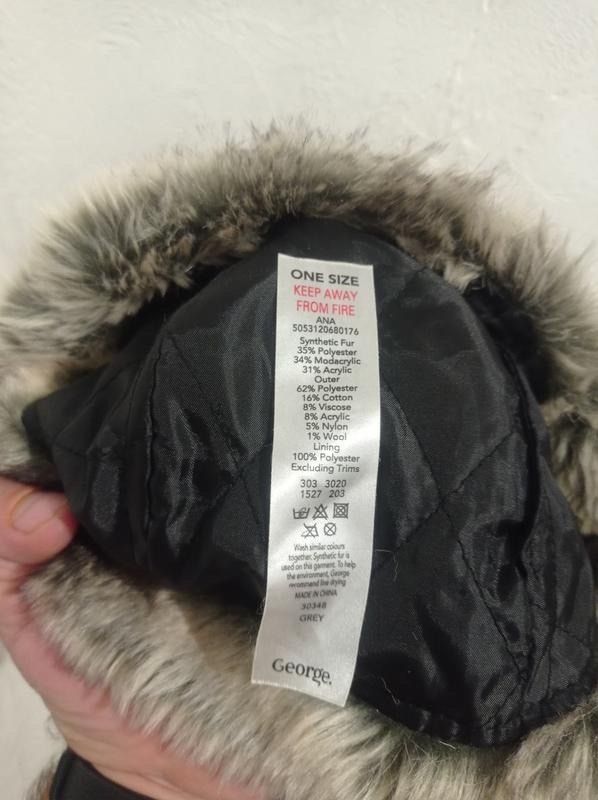 ONE SIZE
KEEP AWAY
FROM FIRE
ANA
5053120680176
Synthetic Fur
35% Polyester
34% Modacrylic
31% Acrylic
Outer
62% Polyester
16% Cotton
8% Viscose
8% Acrylic
5% Nylon
1% Wool
Lining
100% Polyester
Excluding Trims
303 3020
1527 203
Wash similar colours
together. Synthetic fur is
used on this garment. To help
the environment, George
recommend line drying
MADE IN CHINA
30348
GREY
George.